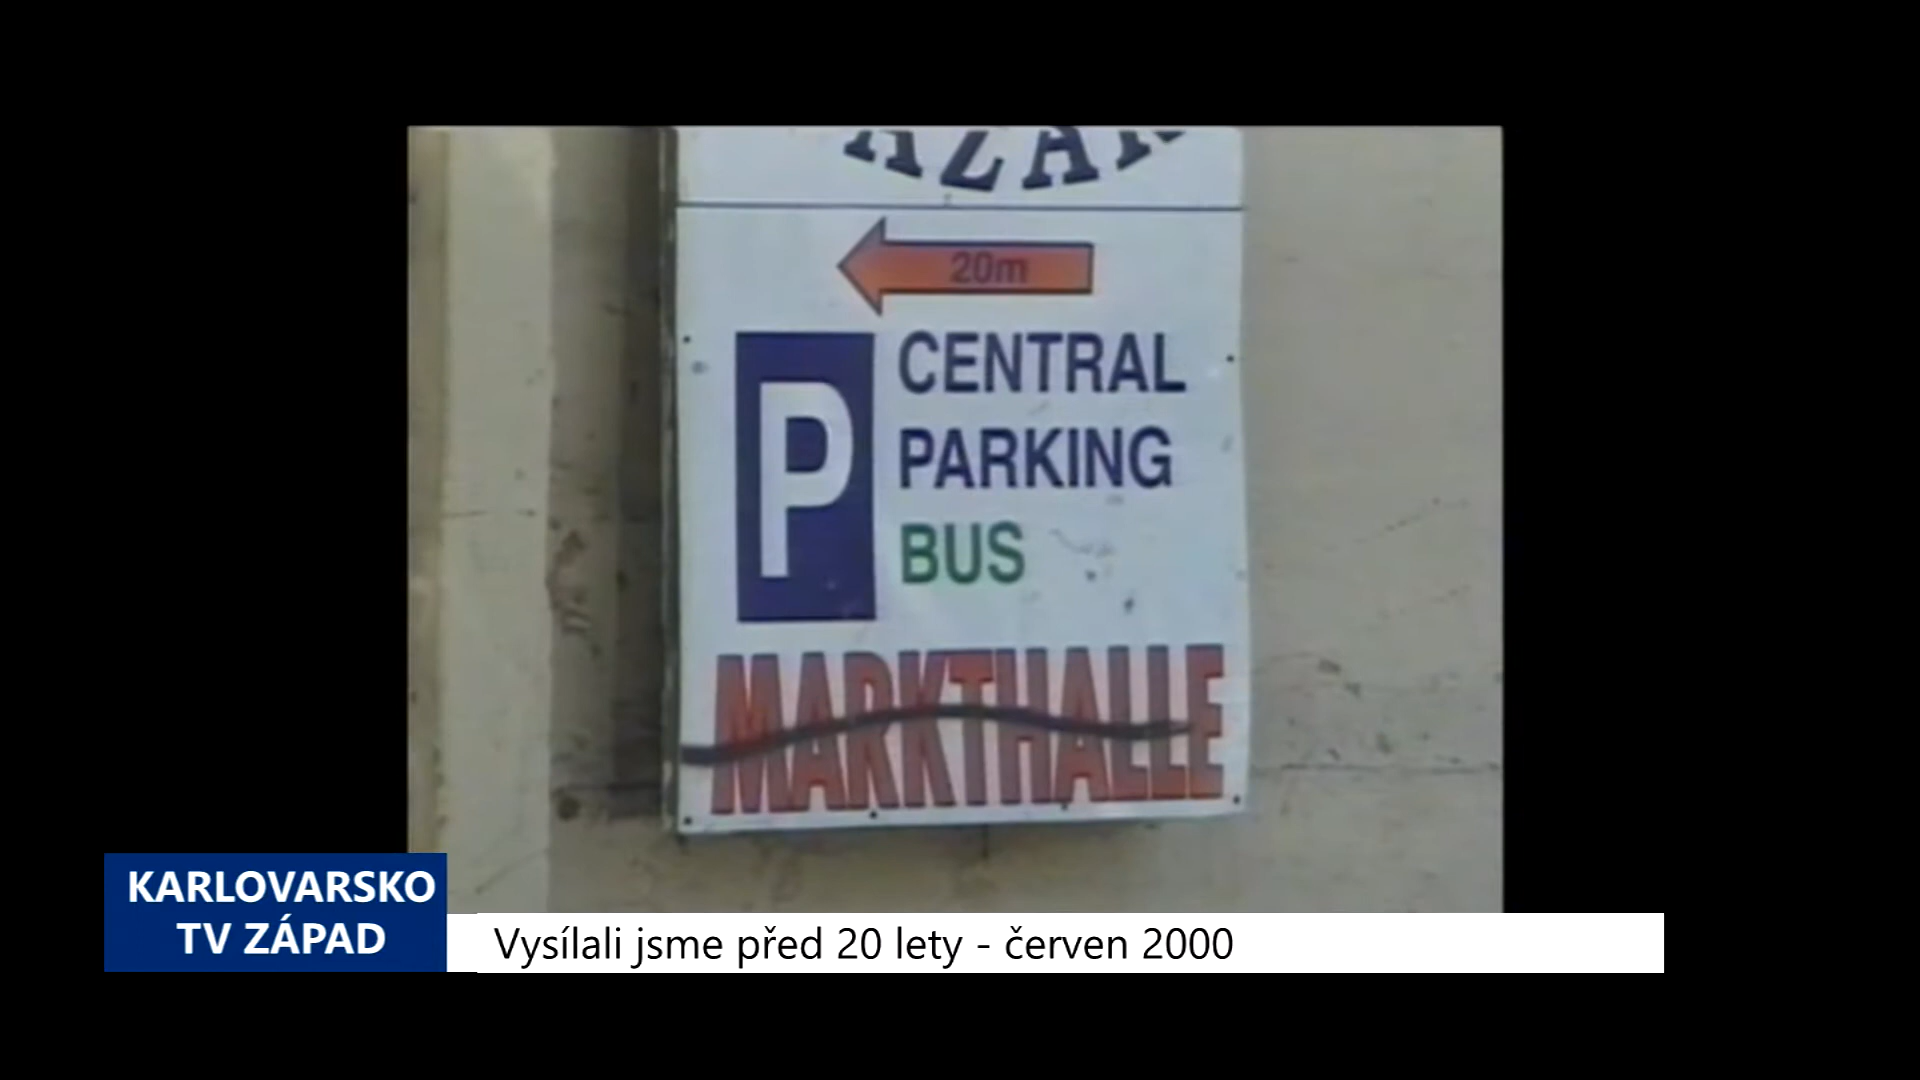 20m
P
CENTRAL
PARKING
BUS
MARKTHALLE
KARLOVARSKO
TV ZÁPAD
Vysílali jsme před 20 lety - červen 2000